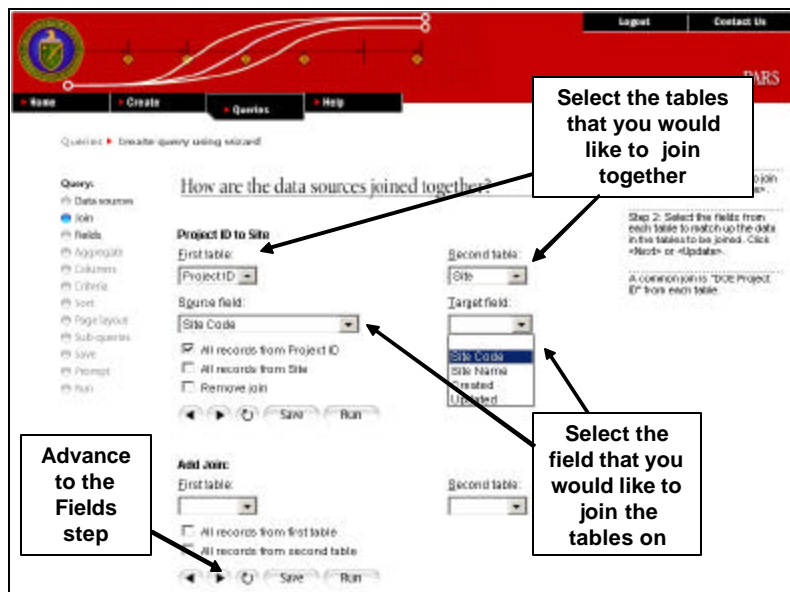 Logout
Contact Us
PARS
Home
Create
Queries
Help
Queries Create query using wizard
Select the tables
that you would
like to join
together
Query:
Data sources
Join
Fields
Aggregate
Columns
Criteria
Sort
Page layout
Sub-queries
Save
Prompt
Run
How are the data sources joined together?
Project ID to Site
First table:
Second table:
Project ID
Site
Source field:
Target field:
Site Code
Site Code
Site Name
Created
Updated
All records from Project ID
All records from Site
Remove join
Save
Run
join
Step 2: Select the fields from
each table to match up the data
in the tables to be joined. Click
<Next> or <Update>.
A common join is "DOE Project
ID" from each table.
Add Join:
First table:
Second table:
All records from first table
All records from second table
Save
Run
Advance
to the
Fields
step
Select the
field that you
would like to
join the
tables on